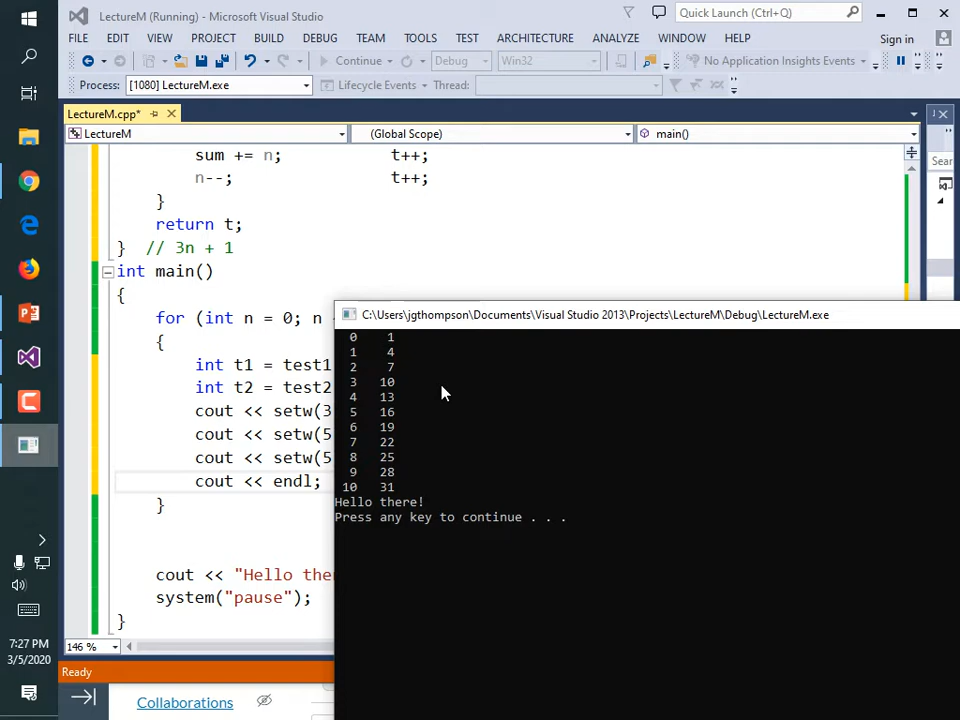 LectureM (Running) - Microsoft Visual Studio
Quick Launch (Ctrl+Q)
FILE EDIT VIEW PROJECT BUILD DEBUG TEAM TOOLS TEST ARCHITECTURE ANALYZE WINDOW HELP Sign in
Continue Debug Win32 No Application Insights Events
Process: [1080] LectureM.exe Lifecycle Events Thread:
LectureM.cpp*
LectureM (Global Scope) main()
Sear
sum += n; t++;
n--; t++;
}
return t;
} // 3n + 1
int main()
{
for (int n = 0; n
{
int t1 = test1
int t2 = test2
cout << setw(3
cout << setw(5
cout << setw(5
cout << endl;
}
cout << "Hello ther
system("pause");
}
146 %
Ready
Collaborations
C:\Users\jgthompson\Documents\Visual Studio 2013\Projects\LectureM\Debug\LectureM.exe
0 1
1 4
2 7
3 10
4 13
5 16
6 19
7 22
8 25
9 28
10 31
Hello there!
Press any key to continue . . .
7:27 PM
3/5/2020